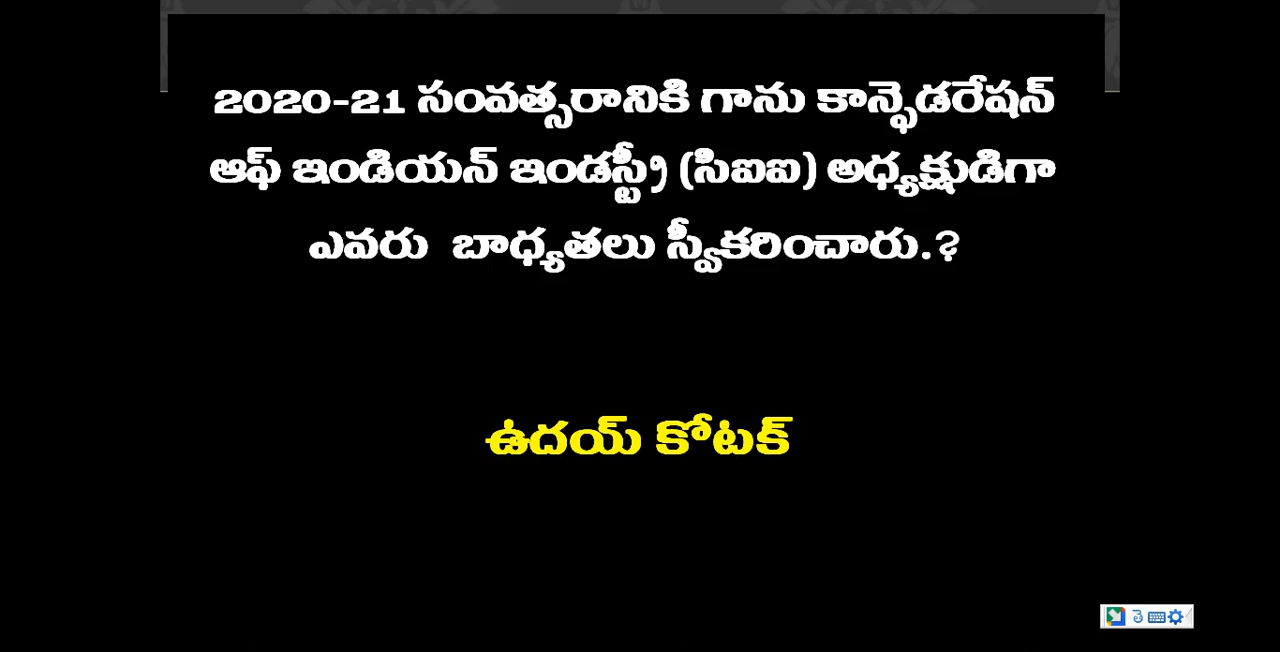 2020-21 సంవత్సరానికి గాను కాన్ఫెడరేషన్
ఆఫ్ ఇండియన్ ఇండస్ట్రీ (సిఐఐ) అధ్యక్షుడిగా
ఎవరు బాధ్యతలు స్వీకరించారు.?
ఉదయ్ కోటక్
తె